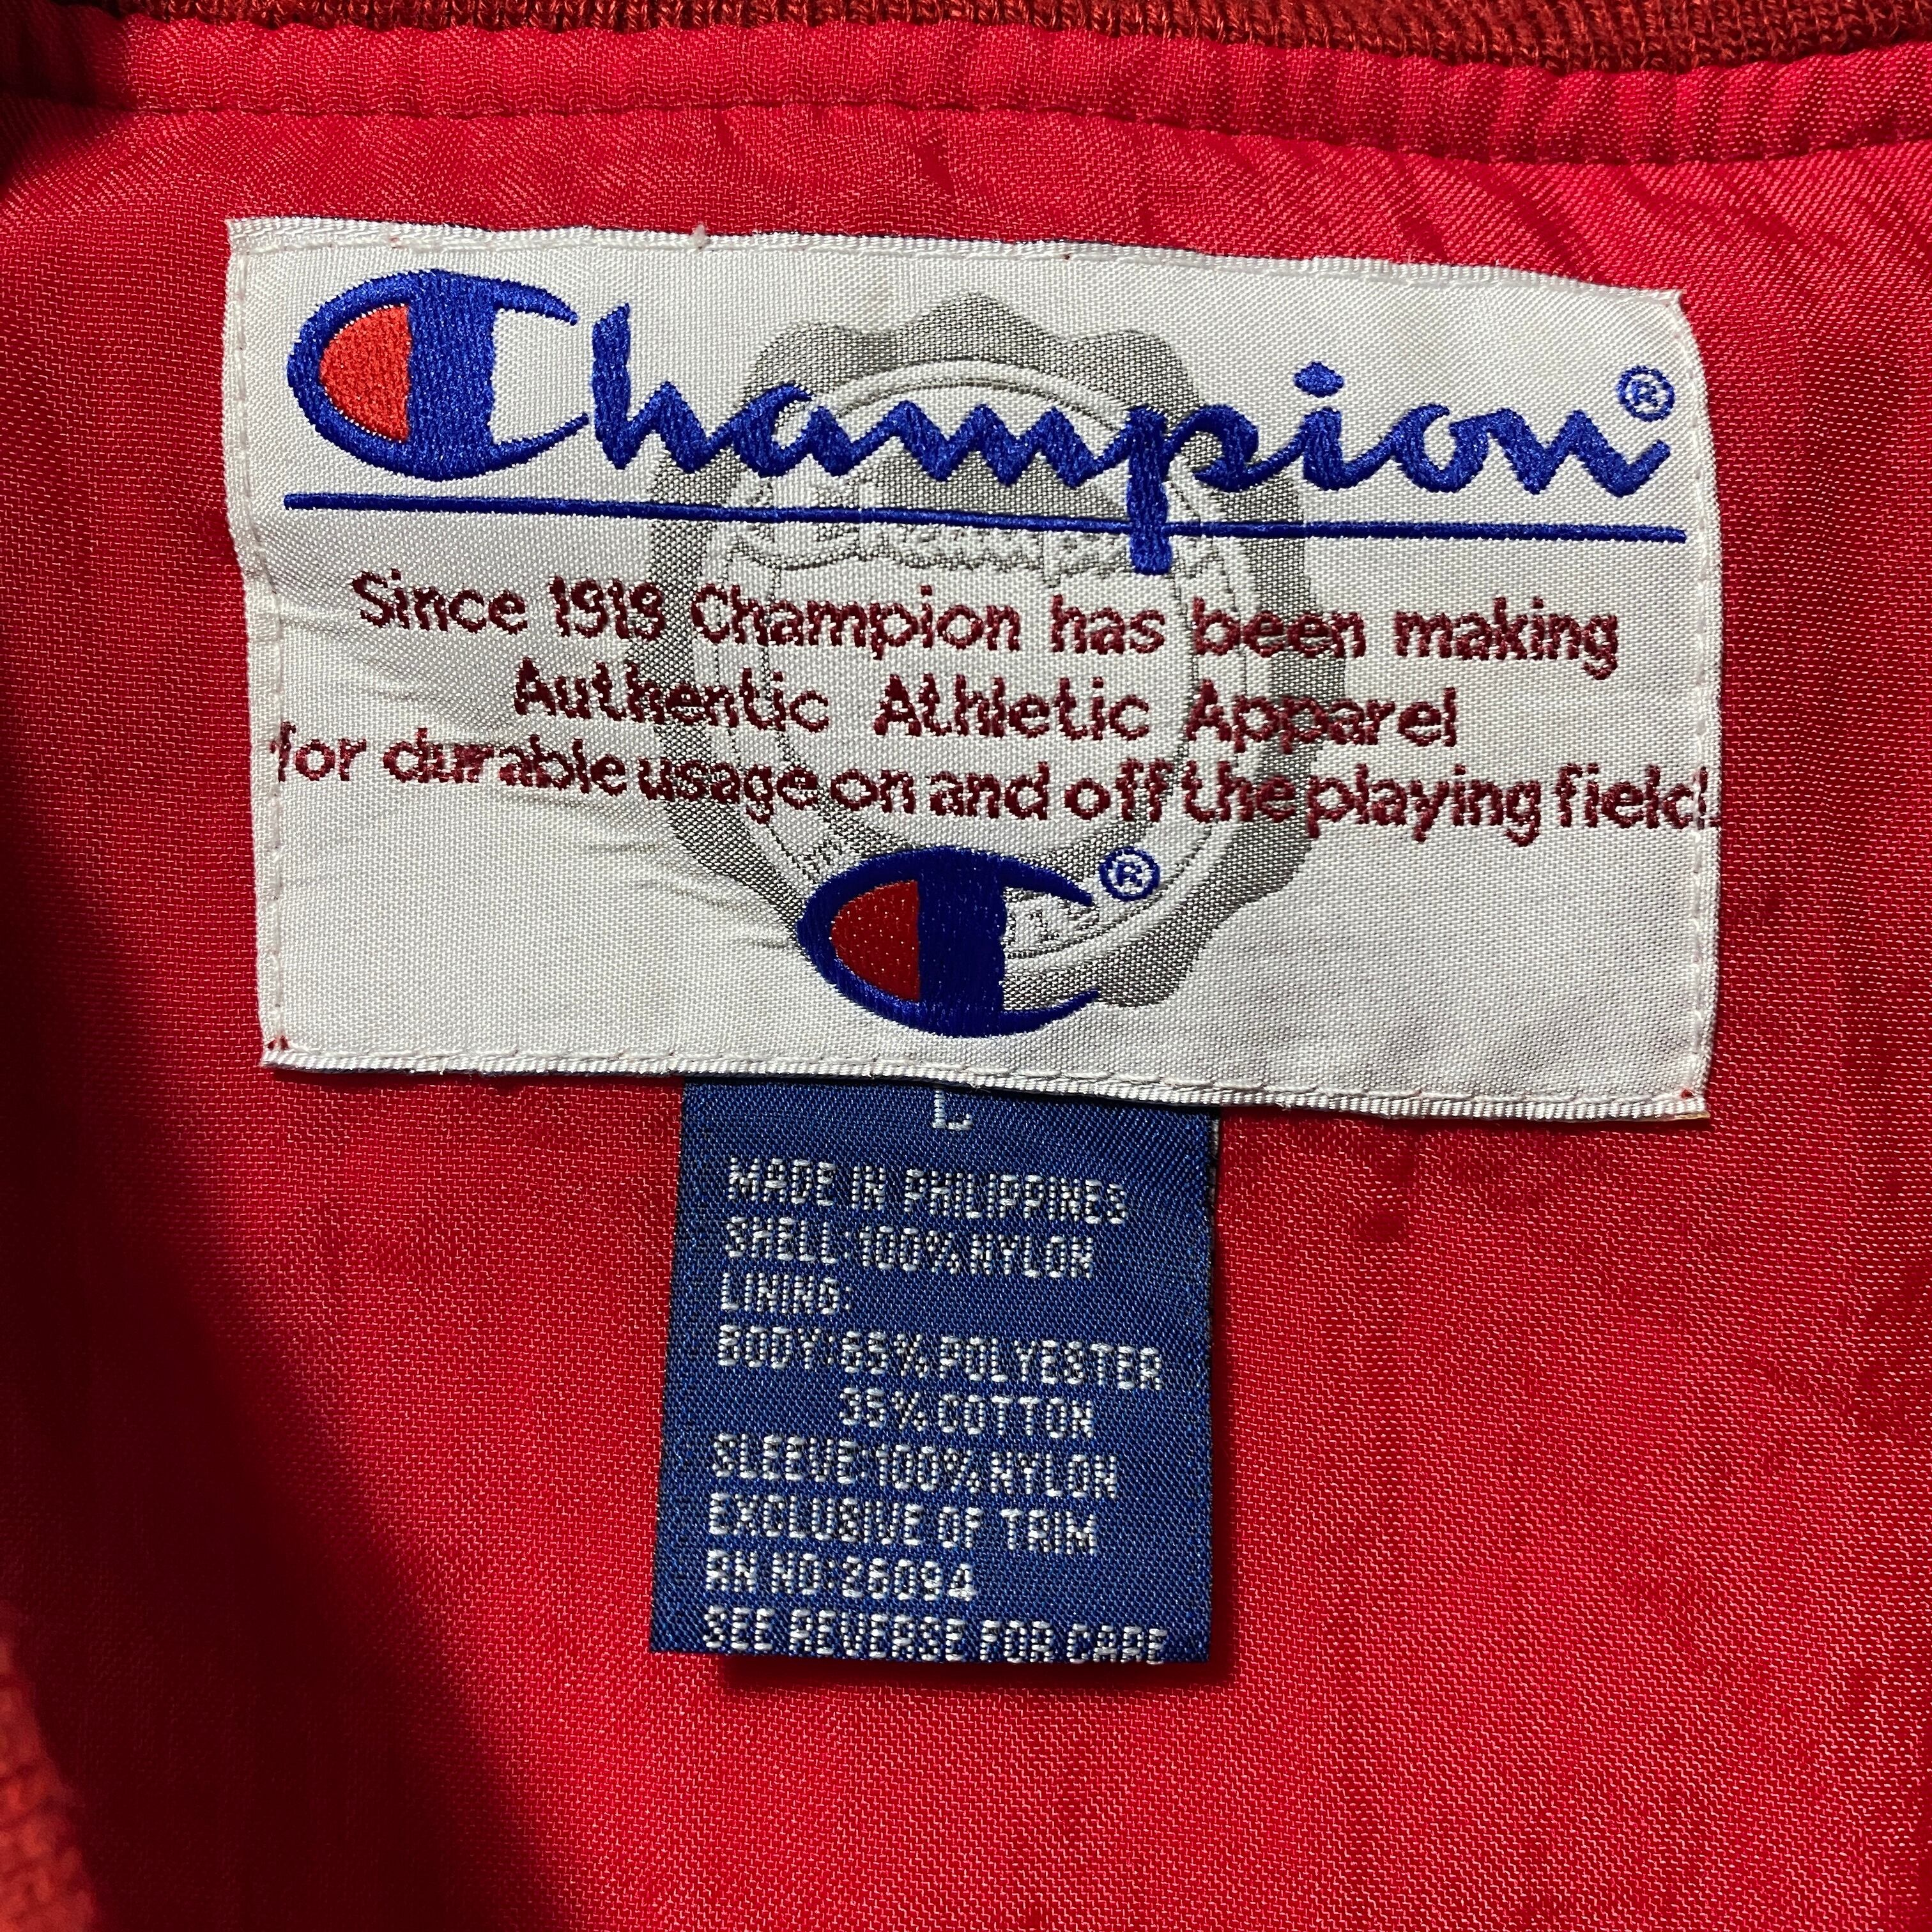 Champion®
Since 1919 Champion has been making
Authentic Athletic Apparel
for durable usage on and off the playing field.
®
L
MADE IN PHILIPPINES
SHELL:100%NYLON
LINING:
BODY:65%POLYESTER
35%COTTON
SLEEVE:100%NYLON
EXCLUSIVE OF TRIM
RN NO:26094
SEE REVERSE FOR CARE